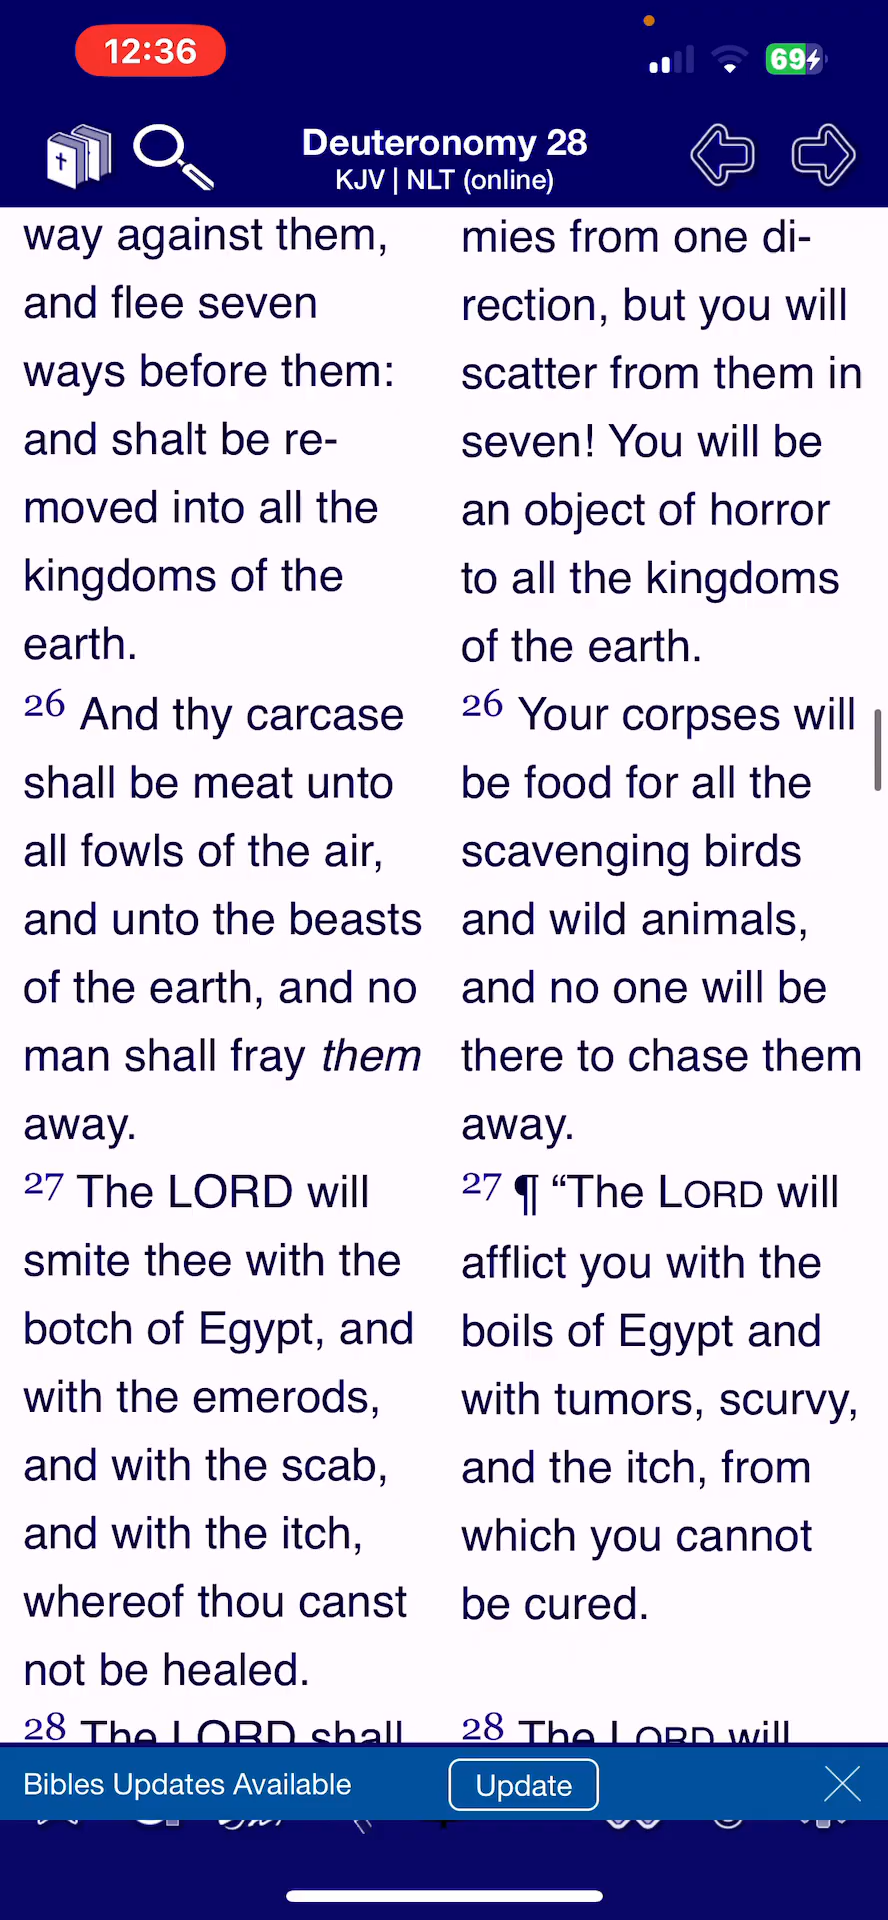 12:36
69
Deuteronomy 28
KJV | NLT (online)
way against them,
and flee seven
ways before them:
and shalt be re-
moved into all the
kingdoms of the
earth.
26 And thy carcase
shall be meat unto
all fowls of the air,
and unto the beasts
of the earth, and no
man shall fray them
away.
27 The LORD will
smite thee with the
botch of Egypt, and
with the emerods,
and with the scab,
and with the itch,
whereof thou canst
not be healed.
28 The LORD shall
mies from one di-
rection, but you will
scatter from them in
seven! You will be
an object of horror
to all the kingdoms
of the earth.
26 Your corpses will
be food for all the
scavenging birds
and wild animals,
and no one will be
there to chase them
away.
27 ¶ “The LORD will
afflict you with the
boils of Egypt and
with tumors, scurvy,
and the itch, from
which you cannot
be cured.
28 The LORD will
Bibles Updates Available
Update